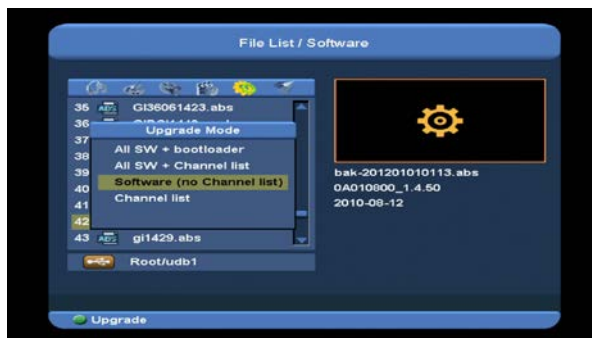 File List / Software
35 ABS GI36061423.abs
36
37 Upgrade Mode
38 All SW + bootloader
39 All SW + Channel list
40 Software (no Channel list)
41 Channel list
42
43 ABS gi1429.abs
Root/udb1
bak-201201010113.abs
0A010800_1.4.50
2010-08-12
Upgrade